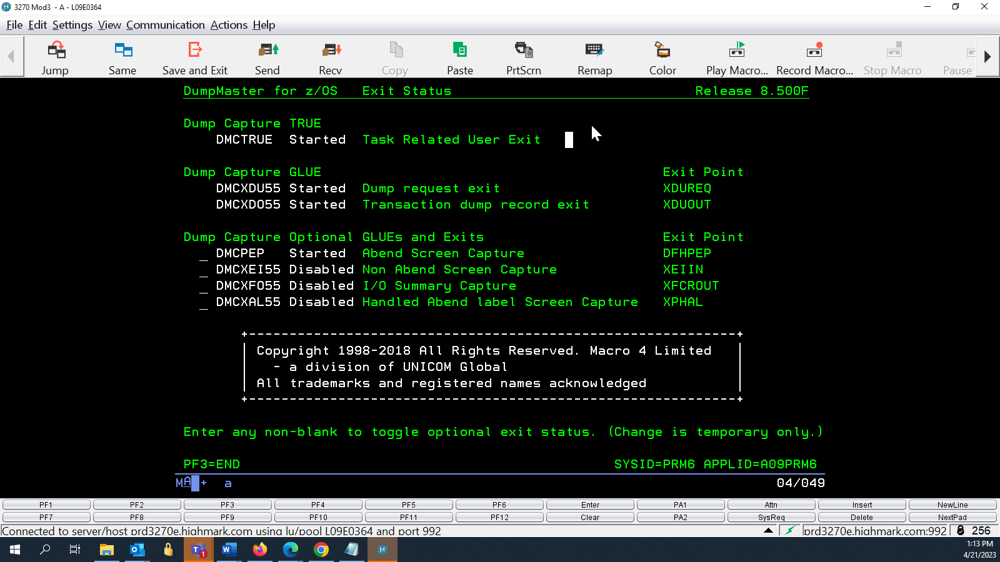 3270 Mod3 - A - L09E0364
File Edit Settings View Communication Actions Help
Jump Same Save and Exit Send Recv Copy Paste PrtScrn Remap Color Play Macro... Record Macro... Stop Macro Pause
DumpMaster for z/OS Exit Status Release 8.500F
Dump Capture TRUE
DMCTRUE Started Task Related User Exit
Dump Capture GLUE Exit Point
DMCXDU55 Started Dump request exit XDUREQ
DMCXDO55 Started Transaction dump record exit XDUOUT
Dump Capture Optional GLUEs and Exits Exit Point
_ DMCPEP Started Abend Screen Capture DFHPEP
_ DMCXEI55 Disabled Non Abend Screen Capture XEIIN
_ DMCXFO55 Disabled I/O Summary Capture XFCROUT
_ DMCXAL55 Disabled Handled Abend label Screen Capture XPHAL
+-------------------------------------------------------------+
| Copyright 1998-2018 All Rights Reserved. Macro 4 Limited |
| - a division of UNICOM Global |
| All trademarks and registered names acknowledged |
+-------------------------------------------------------------+
Enter any non-blank to toggle optional exit status. (Change is temporary only.)
PF3=END SYSID=PRM6 APPLID=A09PRM6
MA + a 04/049
PF1 PF2 PF3 PF4 PF5 PF6 Enter PA1 Attn Insert NewLine
PF7 PF8 PF9 PF10 PF11 PF12 Clear PA2 SysReq Delete NextPad
Connected to server/host prd3270e.highmark.com using lu/pool L09E0364 and port 992 prd3270e.highmark.com:992 256
1:13 PM
4/21/2023